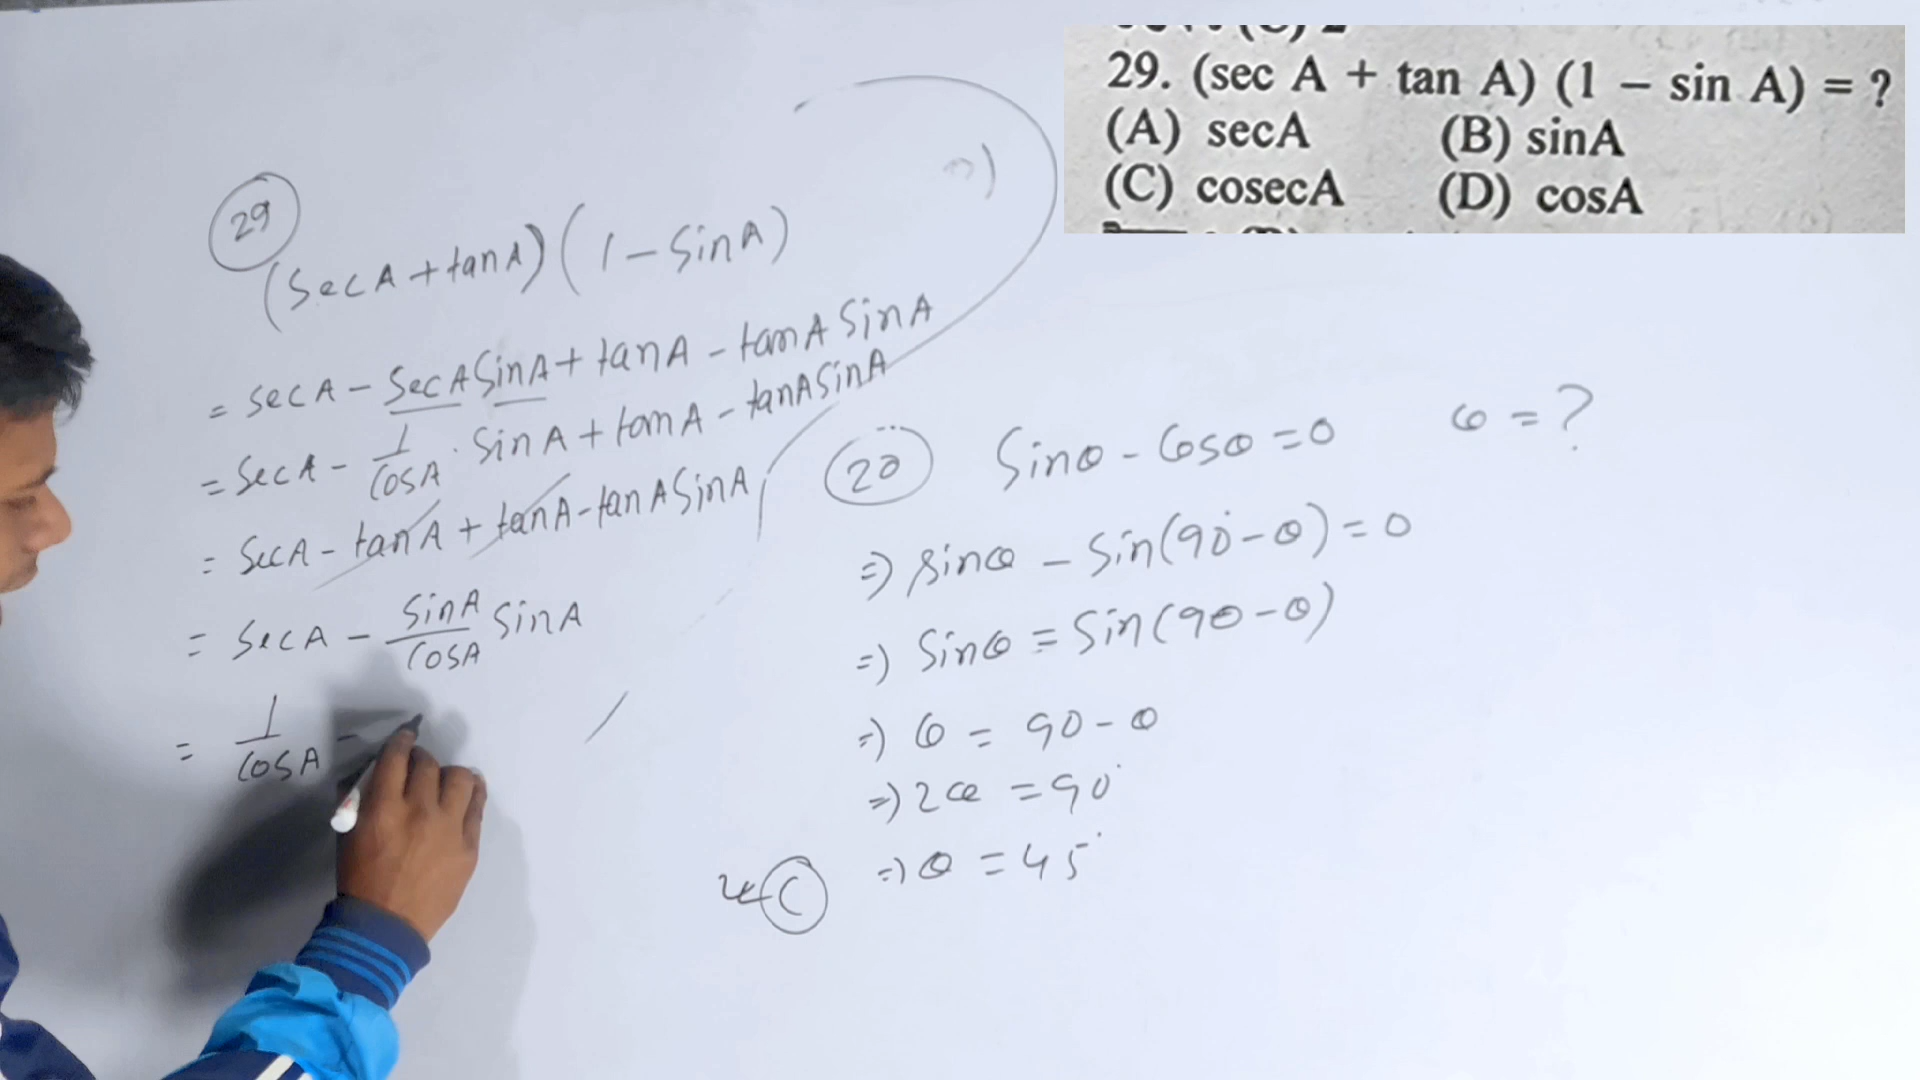 29. (sec A + tan A) (1 – sin A) = ?
(A) secA (B) sinA
(C) cosecA (D) cosA
29
(SecA + tanA) (1 – SinA)
= secA – SecA SinA + tanA – tanA SinA
= SecA – 1/CosA . SinA + tanA – tanA SinA
= SecA – tanA + tanA – tanA SinA
= SecA – SinA/CosA SinA
= 1/CosA –
20 Sinθ – Cosθ = 0 θ = ?
=> Sinθ – Sin(90° – θ) = 0
=> Sinθ = Sin(90 – θ)
=> θ = 90 – θ
=> 2θ = 90°
C => θ = 45°